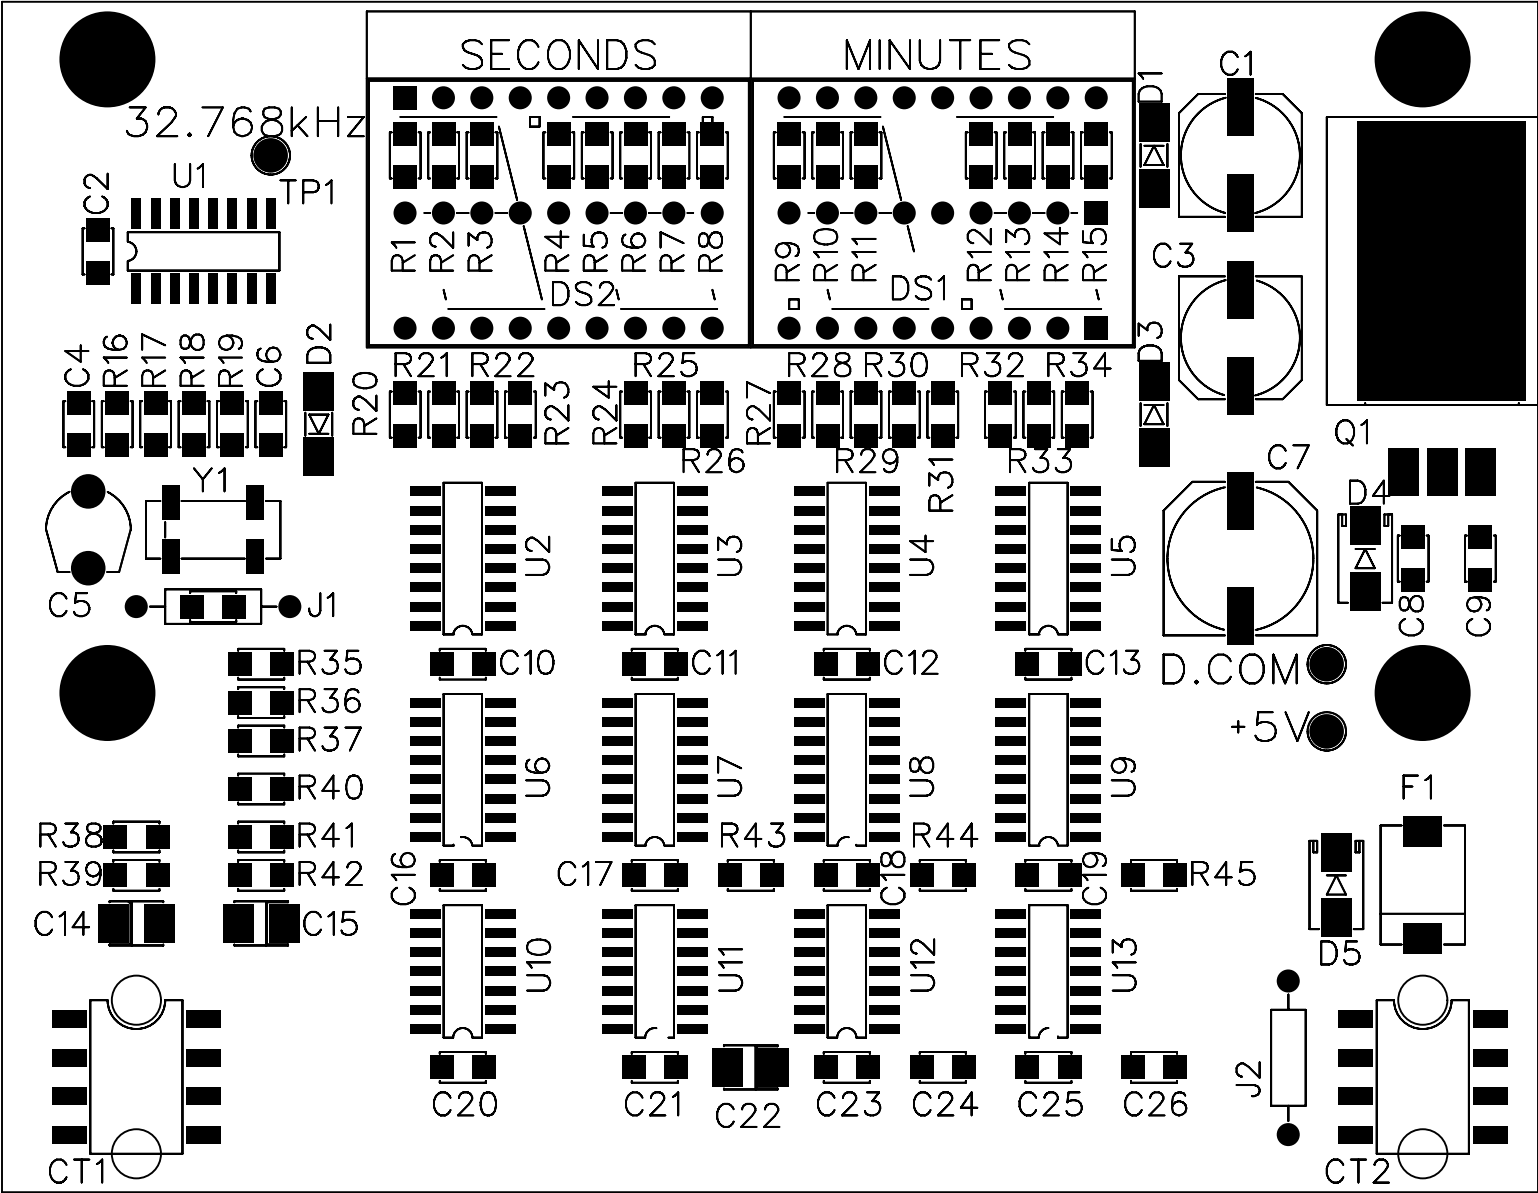 SECONDS MINUTES
C1
D1
32.768kHz
U1
TP1
C2
R1 R2 R3 R4 R5 R6 R7 R8 R9 R10 R11 R12 R13 R14 R15
C3
DS2 DS1
C4 R16 R17 R18 R19 C6 D2
D3
R21 R22 R25 R28 R30 R32 R34
R20 R23 R24 R27
Q1
R26 R29 R31 R33
C7
Y1
D4
U2 U3 U4 U5
C5 J1
C8 C9
R35 C10 C11 C12 C13 D.COM
R36
+5V
R37
U6 U7 U8 U9
R40
F1
R38 R41 R43 R44
R39 R42 C16 C17 C18 C19 R45
C14 C15
D5
U10 U11 U12 U13
J2
C20 C21 C22 C23 C24 C25 C26
CT1 CT2